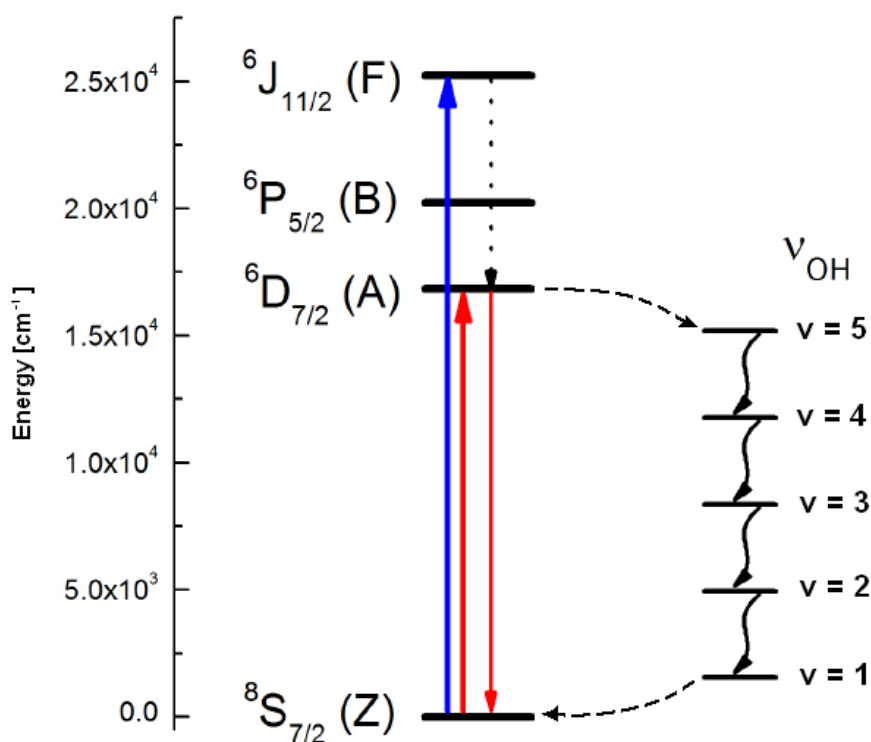 2.5x10⁴
2.0x10⁴
1.5x10⁴
1.0x10⁴
5.0x10³
0.0
Energy [cm⁻¹]
⁶J₁₁/₂ (F)
⁶P₅/₂ (B)
⁶D₇/₂ (A)
⁸S₇/₂ (Z)
ν_OH
v = 5
v = 4
v = 3
v = 2
v = 1